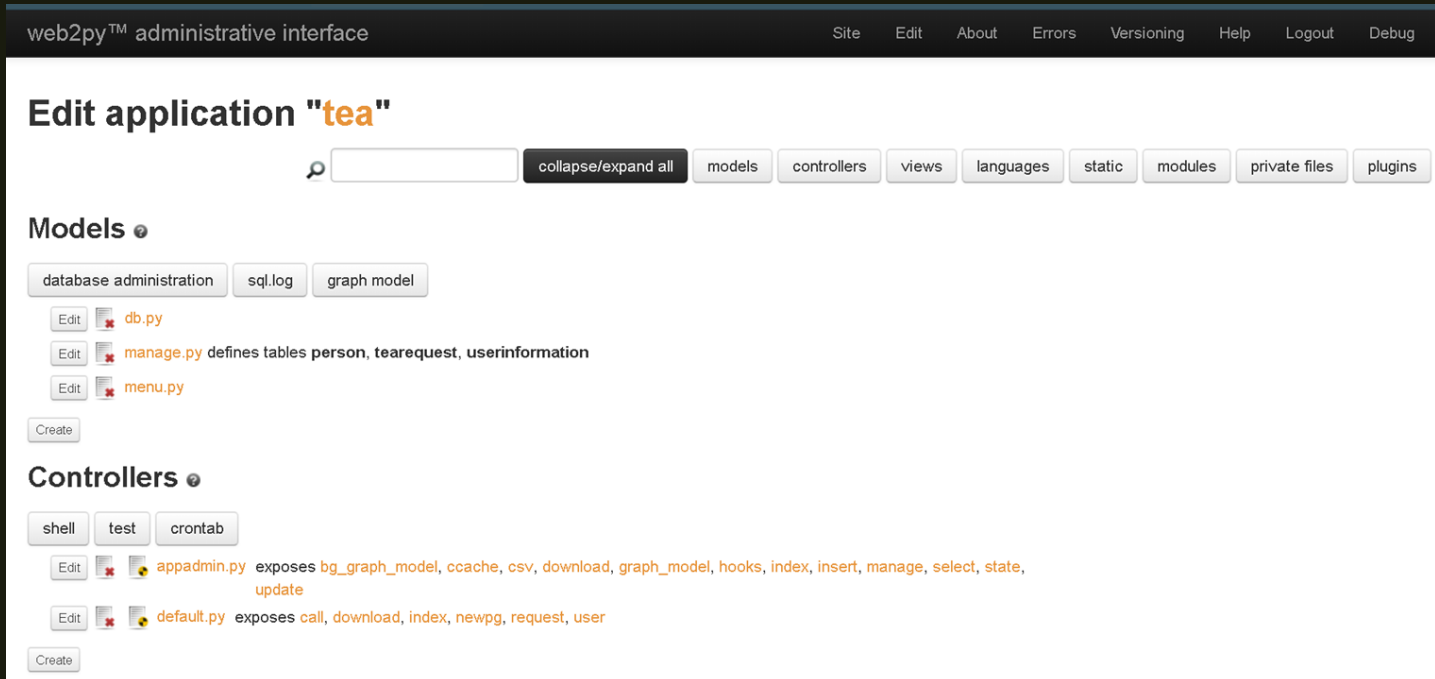 web2py™ administrative interface Site Edit About Errors Versioning Help Logout Debug
Edit application "tea"
collapse/expand all models controllers views languages static modules private files plugins
Models ?
database administration sql.log graph model
Edit db.py
Edit manage.py defines tables person, tearequest, userinformation
Edit menu.py
Create
Controllers ?
shell test crontab
Edit appadmin.py exposes bg_graph_model, ccache, csv, download, graph_model, hooks, index, insert, manage, select, state,
update
Edit default.py exposes call, download, index, newpg, request, user
Create